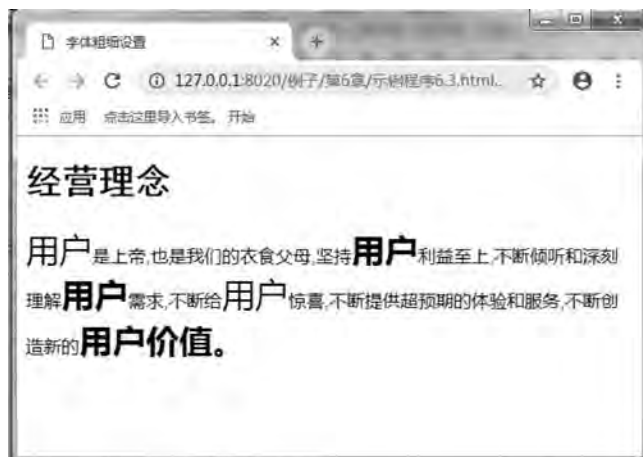 字体粗细设置
127.0.0.1:8020/例子/第6章/示例程序6.3.html..
应用 点击这里导入书签。 开始
经营理念
用户是上帝,也是我们的衣食父母,坚持用户利益至上,不断倾听和深刻
理解用户需求,不断给用户惊喜,不断提供超预期的体验和服务,不断创
造新的用户价值。